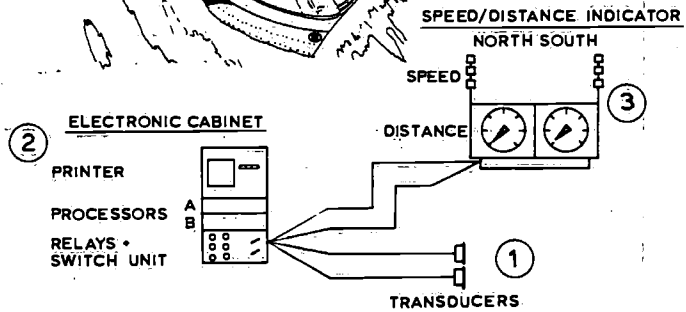 SPEED/DISTANCE INDICATOR
NORTH SOUTH
SPEED
3
DISTANCE
2
ELECTRONIC CABINET
PRINTER
PROCESSORS A
B
RELAYS +
SWITCH UNIT
1
TRANSDUCERS